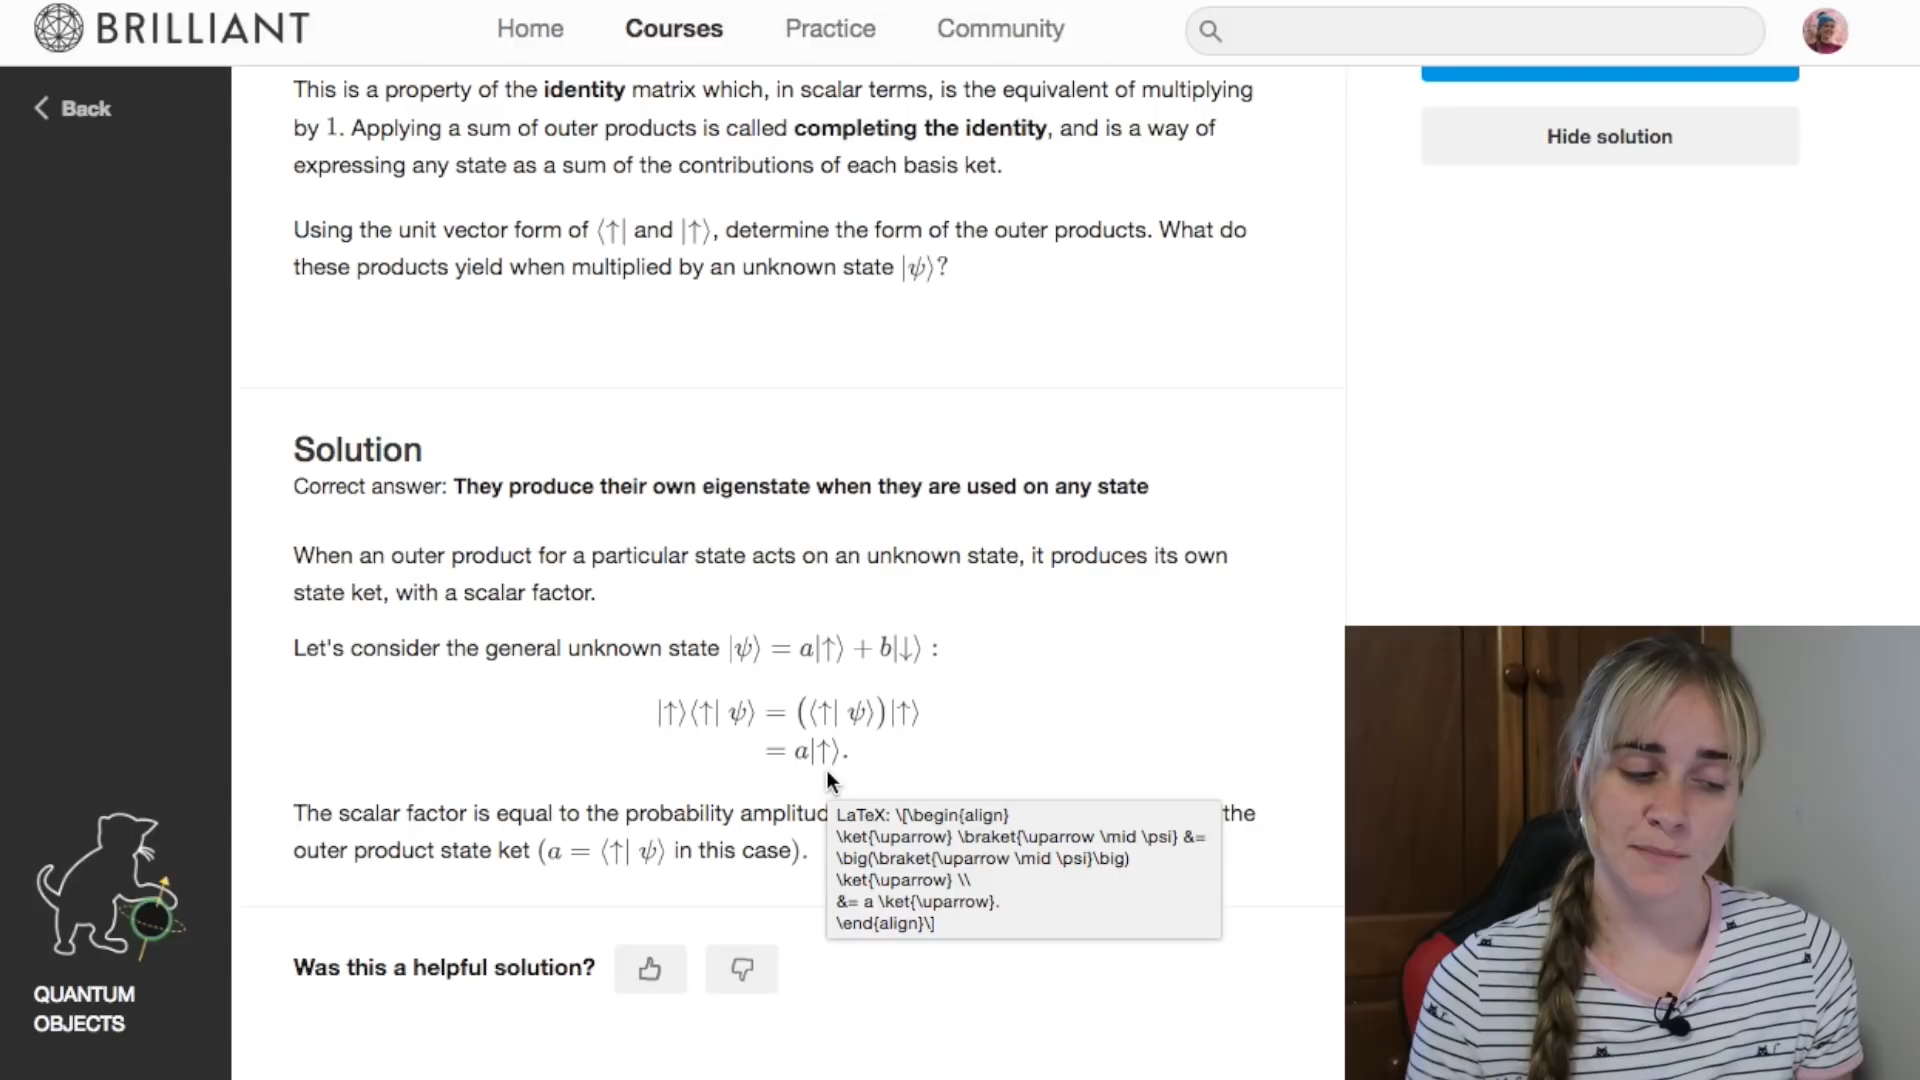 BRILLIANT
Home
Courses
Practice
Community
Back
This is a property of the identity matrix which, in scalar terms, is the equivalent of multiplying
by 1. Applying a sum of outer products is called completing the identity, and is a way of
expressing any state as a sum of the contributions of each basis ket.
Using the unit vector form of ⟨↑| and |↑⟩, determine the form of the outer products. What do
these products yield when multiplied by an unknown state |ψ⟩?
Hide solution
Solution
Correct answer: They produce their own eigenstate when they are used on any state
When an outer product for a particular state acts on an unknown state, it produces its own
state ket, with a scalar factor.
Let's consider the general unknown state |ψ⟩ = a|↑⟩ + b|↓⟩ :
|↑⟩⟨↑| ψ⟩ = (⟨↑| ψ⟩)|↑⟩
= a|↑⟩.
The scalar factor is equal to the probability amplitud the
outer product state ket (a = ⟨↑| ψ⟩ in this case).
LaTeX: \[\begin{align}
\ket{\uparrow} \braket{\uparrow \mid \psi} &=
\big(\braket{\uparrow \mid \psi}\big)
\ket{\uparrow} \\
&= a \ket{\uparrow}.
\end{align}\]
Was this a helpful solution?
QUANTUM
OBJECTS